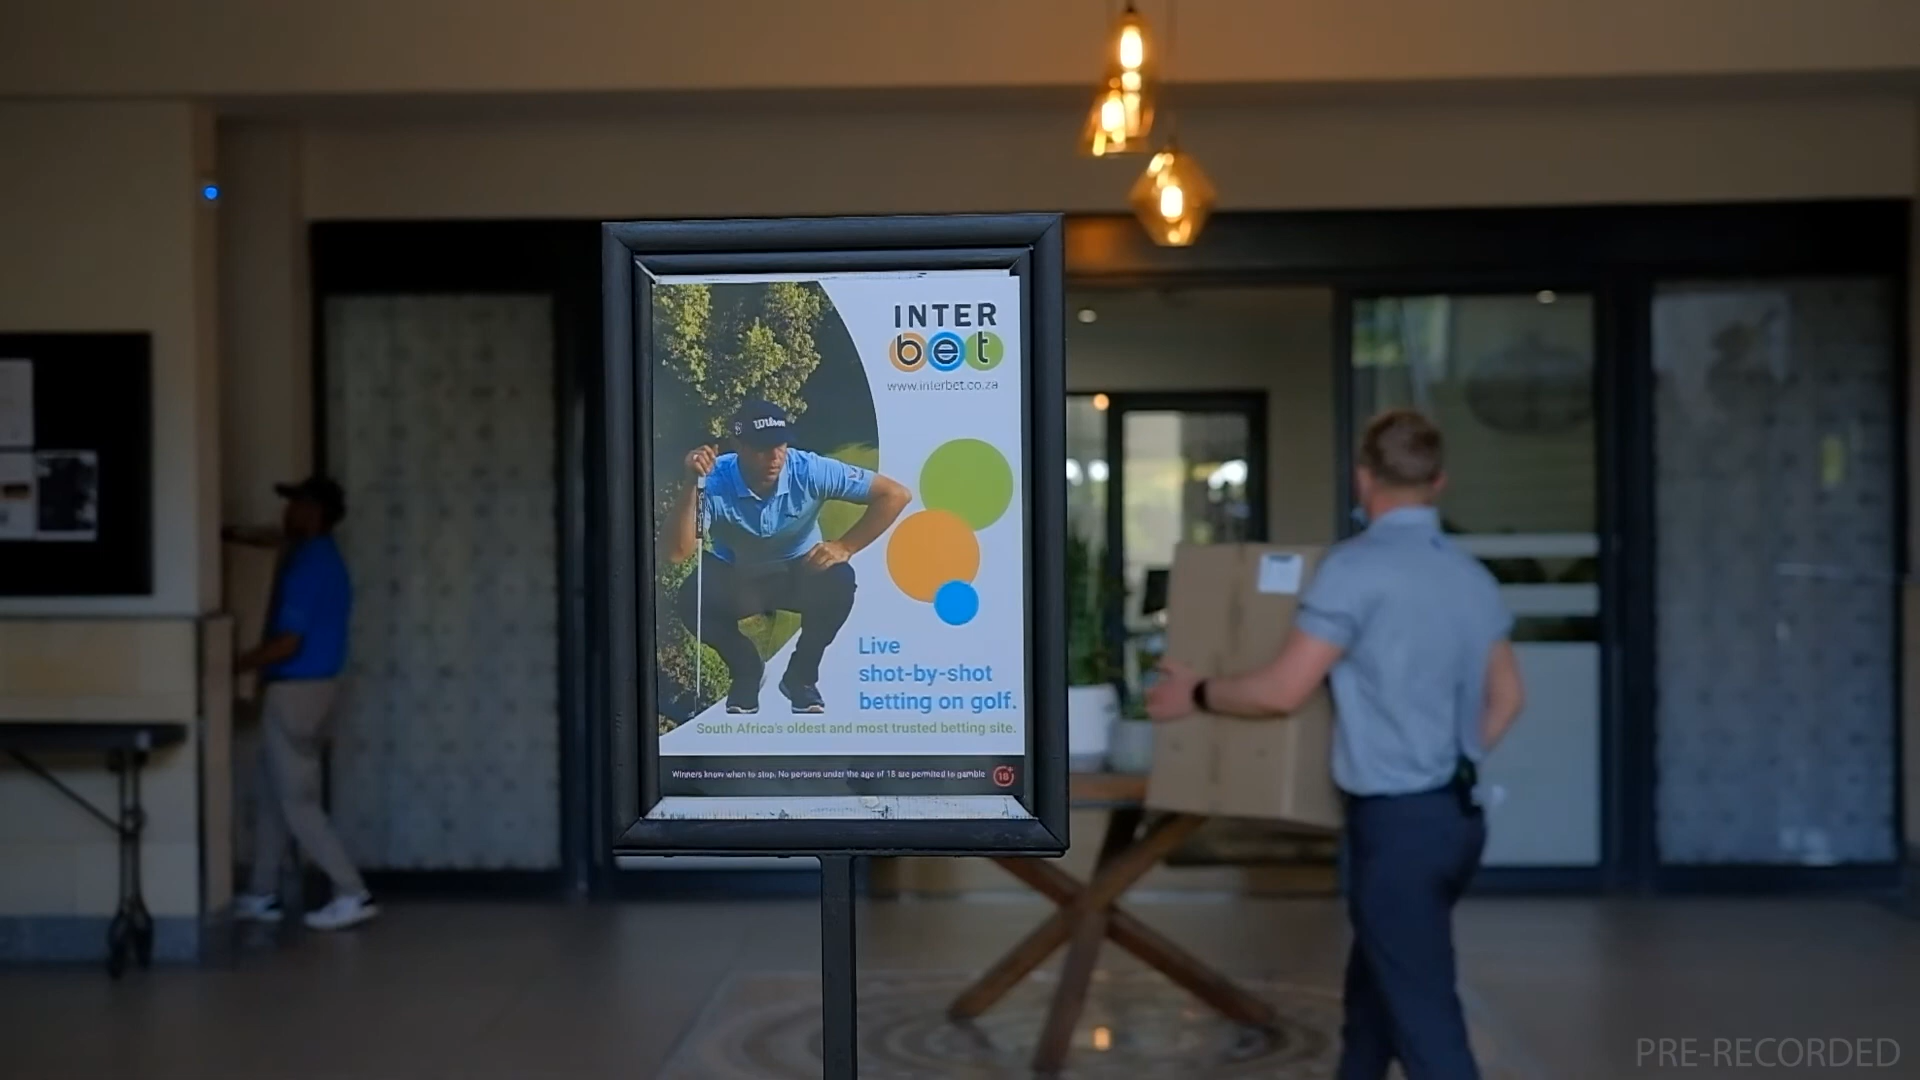 INTER
bet
www.interbet.co.za
Wilson
Live
shot-by-shot
betting on golf.
South Africa's oldest and most trusted betting site.
Winners know when to stop. No persons under the age of 18 are permitted to gamble
18+
PRE-RECORDED